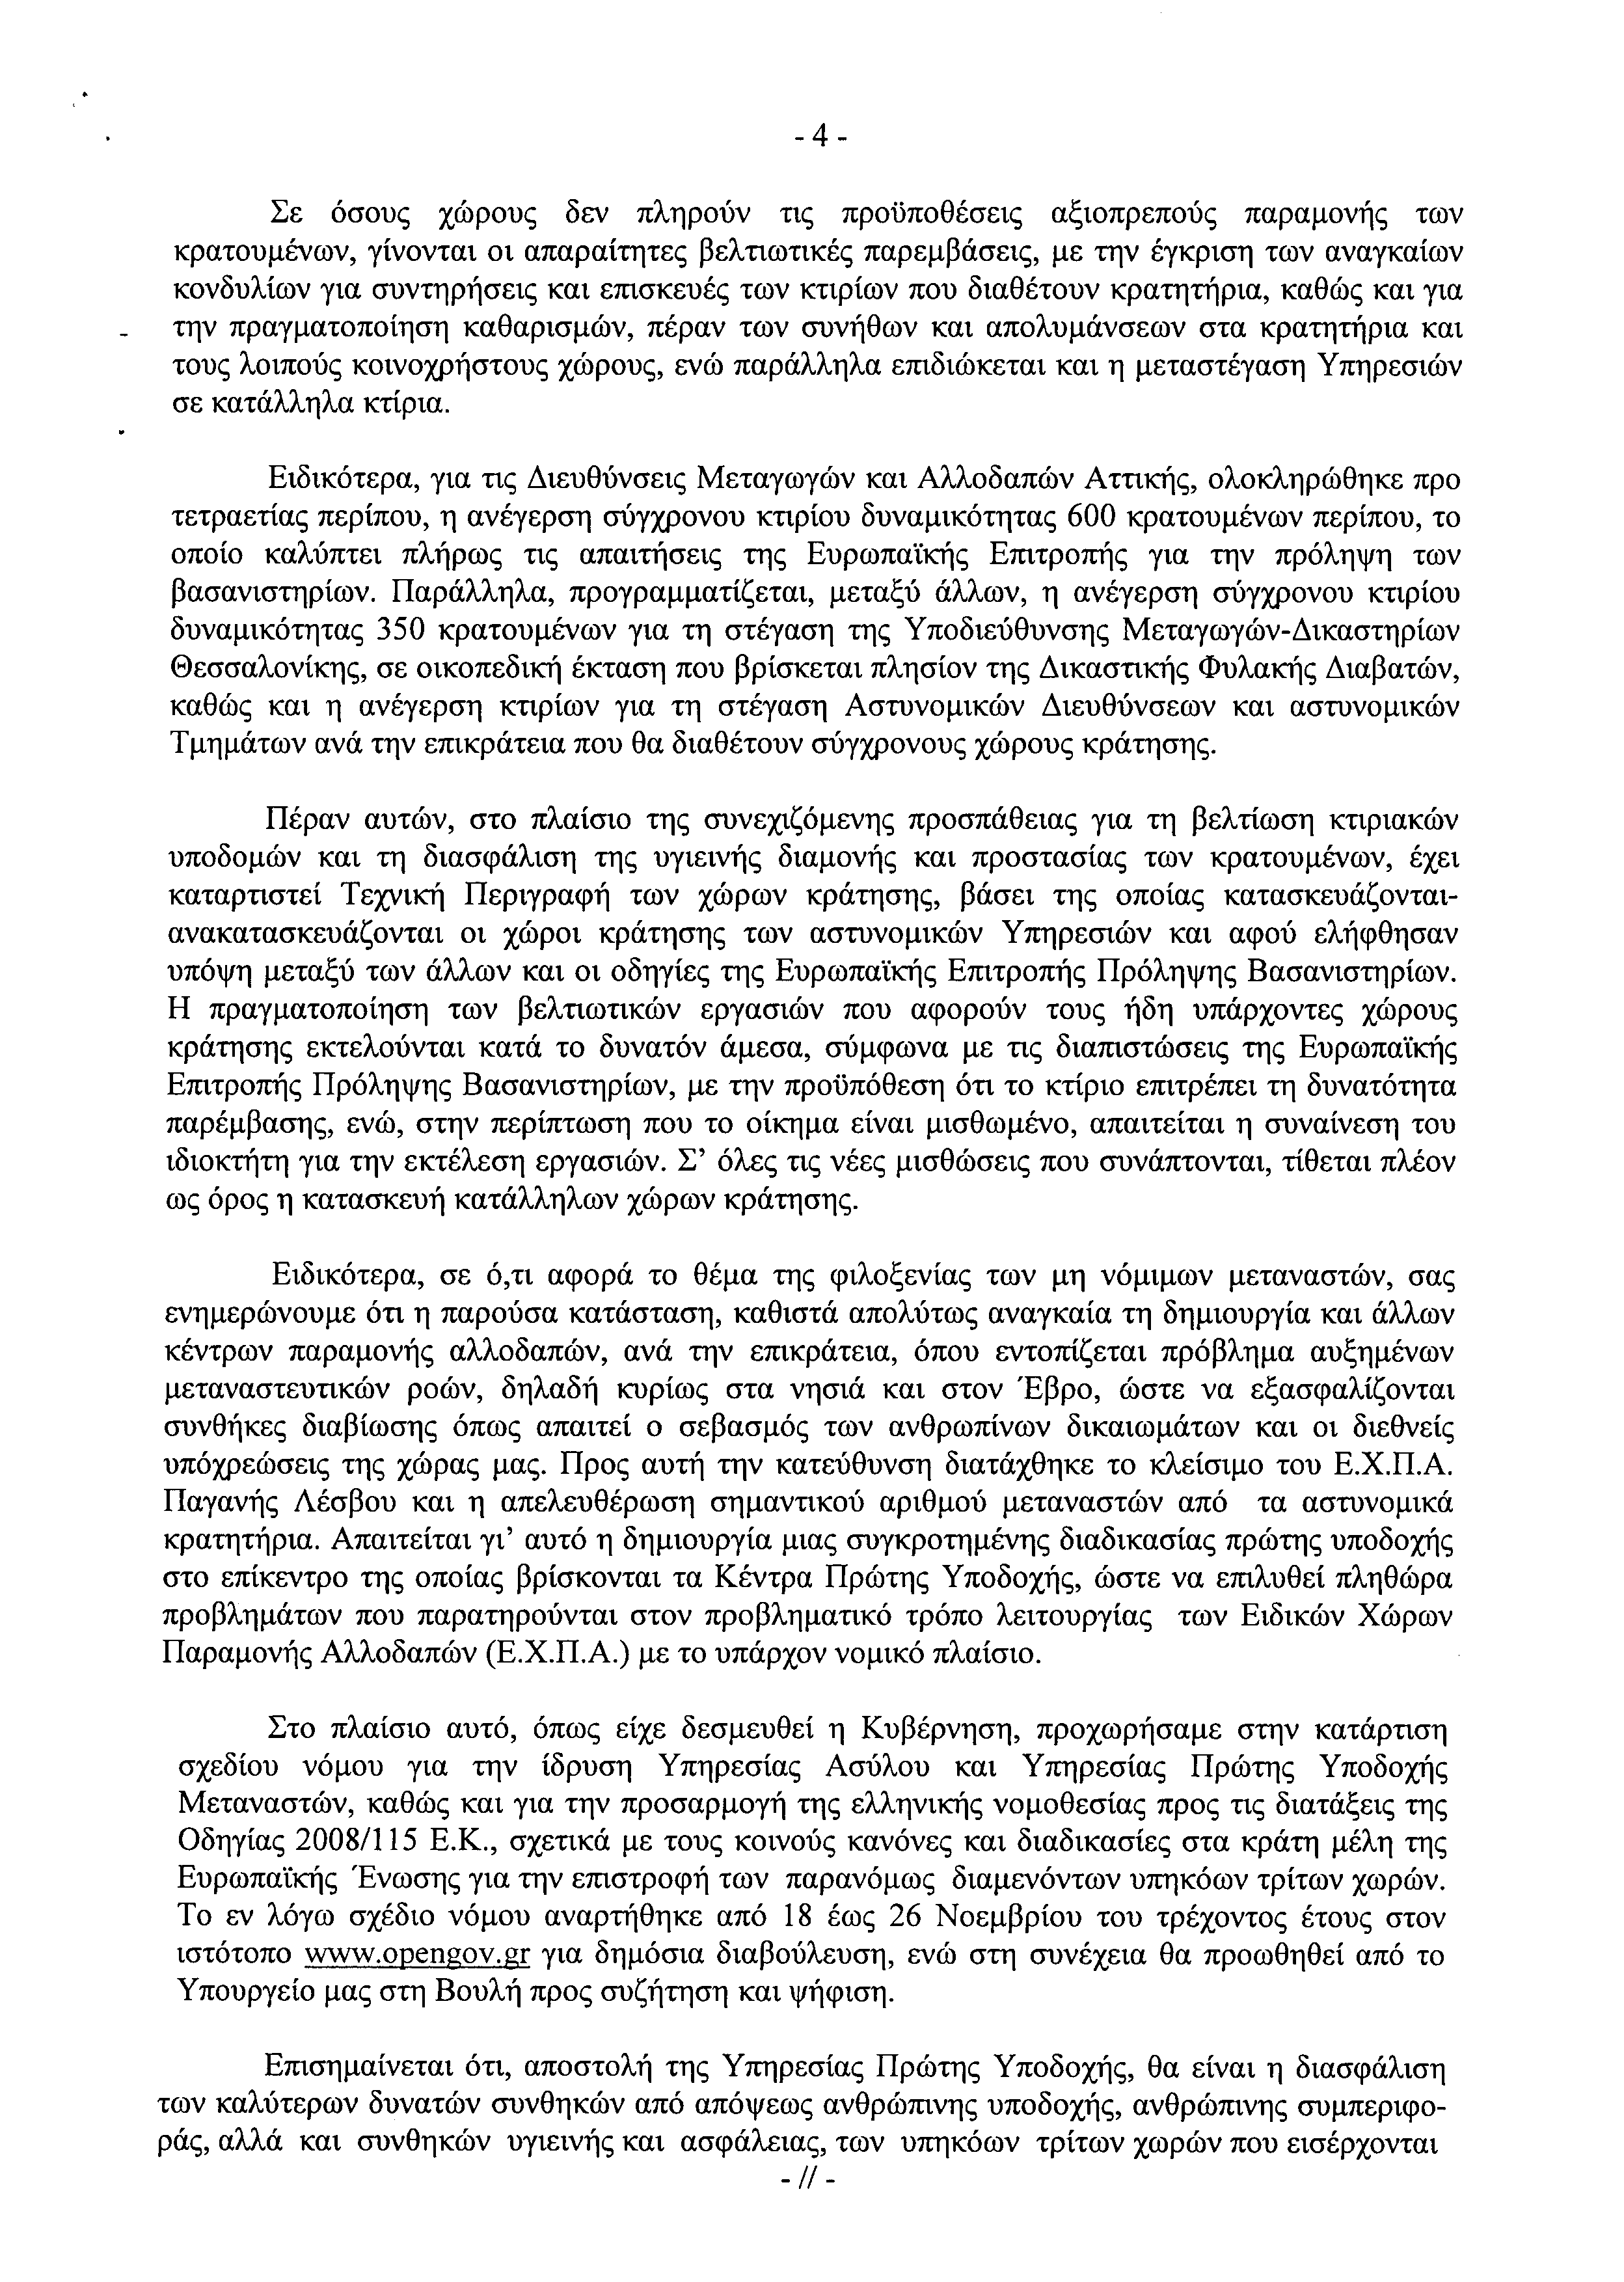 - 4 -
Σε όσους χώρους δεν πληρούν τις προϋποθέσεις αξιοπρεπούς παραμονής των
κρατουμένων, γίνονται οι απαραίτητες βελτιωτικές παρεμβάσεις, με την έγκριση των αναγκαίων
κονδυλίων για συντηρήσεις και επισκευές των κτιρίων που διαθέτουν κρατητήρια, καθώς και για
την πραγματοποίηση καθαρισμών, πέραν των συνήθων και απολυμάνσεων στα κρατητήρια και
τους λοιπούς κοινοχρήστους χώρους, ενώ παράλληλα επιδιώκεται και η μεταστέγαση Υπηρεσιών
σε κατάλληλα κτίρια.
Ειδικότερα, για τις Διευθύνσεις Μεταγωγών και Αλλοδαπών Αττικής, ολοκληρώθηκε προ
τετραετίας περίπου, η ανέγερση σύγχρονου κτιρίου δυναμικότητας 600 κρατουμένων περίπου, το
οποίο καλύπτει πλήρως τις απαιτήσεις της Ευρωπαϊκής Επιτροπής για την πρόληψη των
βασανιστηρίων. Παράλληλα, προγραμματίζεται, μεταξύ άλλων, η ανέγερση σύγχρονου κτιρίου
δυναμικότητας 350 κρατουμένων για τη στέγαση της Υποδιεύθυνσης Μεταγωγών-Δικαστηρίων
Θεσσαλονίκης, σε οικοπεδική έκταση που βρίσκεται πλησίον της Δικαστικής Φυλακής Διαβατών,
καθώς και η ανέγερση κτιρίων για τη στέγαση Αστυνομικών Διευθύνσεων και αστυνομικών
Τμημάτων ανά την επικράτεια που θα διαθέτουν σύγχρονους χώρους κράτησης.
Πέραν αυτών, στο πλαίσιο της συνεχιζόμενης προσπάθειας για τη βελτίωση κτιριακών
υποδομών και τη διασφάλιση της υγιεινής διαμονής και προστασίας των κρατουμένων, έχει
καταρτιστεί Τεχνική Περιγραφή των χώρων κράτησης, βάσει της οποίας κατασκευάζονται-
ανακατασκευάζονται οι χώροι κράτησης των αστυνομικών Υπηρεσιών και αφού ελήφθησαν
υπόψη μεταξύ των άλλων και οι οδηγίες της Ευρωπαϊκής Επιτροπής Πρόληψης Βασανιστηρίων.
Η πραγματοποίηση των βελτιωτικών εργασιών που αφορούν τους ήδη υπάρχοντες χώρους
κράτησης εκτελούνται κατά το δυνατόν άμεσα, σύμφωνα με τις διαπιστώσεις της Ευρωπαϊκής
Επιτροπής Πρόληψης Βασανιστηρίων, με την προϋπόθεση ότι το κτίριο επιτρέπει τη δυνατότητα
παρέμβασης, ενώ, στην περίπτωση που το οίκημα είναι μισθωμένο, απαιτείται η συναίνεση του
ιδιοκτήτη για την εκτέλεση εργασιών. Σ’ όλες τις νέες μισθώσεις που συνάπτονται, τίθεται πλέον
ως όρος η κατασκευή κατάλληλων χώρων κράτησης.
Ειδικότερα, σε ό,τι αφορά το θέμα της φιλοξενίας των μη νόμιμων μεταναστών, σας
ενημερώνουμε ότι η παρούσα κατάσταση, καθιστά απολύτως αναγκαία τη δημιουργία και άλλων
κέντρων παραμονής αλλοδαπών, ανά την επικράτεια, όπου εντοπίζεται πρόβλημα αυξημένων
μεταναστευτικών ροών, δηλαδή κυρίως στα νησιά και στον Έβρο, ώστε να εξασφαλίζονται
συνθήκες διαβίωσης όπως απαιτεί ο σεβασμός των ανθρωπίνων δικαιωμάτων και οι διεθνείς
υπόχρεώσεις της χώρας μας. Προς αυτή την κατεύθυνση διατάχθηκε το κλείσιμο του Ε.Χ.Π.Α.
Παγανής Λέσβου και η απελευθέρωση σημαντικού αριθμού μεταναστών από τα αστυνομικά
κρατητήρια. Απαιτείται γι’ αυτό η δημιουργία μιας συγκροτημένης διαδικασίας πρώτης υποδοχής
στο επίκεντρο της οποίας βρίσκονται τα Κέντρα Πρώτης Υποδοχής, ώστε να επιλυθεί πληθώρα
προβλημάτων που παρατηρούνται στον προβληματικό τρόπο λειτουργίας των Ειδικών Χώρων
Παραμονής Αλλοδαπών (Ε.Χ.Π.Α.) με το υπάρχον νομικό πλαίσιο.
Στο πλαίσιο αυτό, όπως είχε δεσμευθεί η Κυβέρνηση, προχωρήσαμε στην κατάρτιση
σχεδίου νόμου για την ίδρυση Υπηρεσίας Ασύλου και Υπηρεσίας Πρώτης Υποδοχής
Μεταναστών, καθώς και για την προσαρμογή της ελληνικής νομοθεσίας προς τις διατάξεις της
Οδηγίας 2008/115 Ε.Κ., σχετικά με τους κοινούς κανόνες και διαδικασίες στα κράτη μέλη της
Ευρωπαϊκής Ένωσης για την επιστροφή των παρανόμως διαμενόντων υπηκόων τρίτων χωρών.
Το εν λόγω σχέδιο νόμου αναρτήθηκε από 18 έως 26 Νοεμβρίου του τρέχοντος έτους στον
ιστότοπο www.opengov.gr για δημόσια διαβούλευση, ενώ στη συνέχεια θα προωθηθεί από το
Υπουργείο μας στη Βουλή προς συζήτηση και ψήφιση.
Επισημαίνεται ότι, αποστολή της Υπηρεσίας Πρώτης Υποδοχής, θα είναι η διασφάλιση
των καλύτερων δυνατών συνθηκών από απόψεως ανθρώπινης υποδοχής, ανθρώπινης συμπεριφο-
ράς, αλλά και συνθηκών υγιεινής και ασφάλειας, των υπηκόων τρίτων χωρών που εισέρχονται
- // -